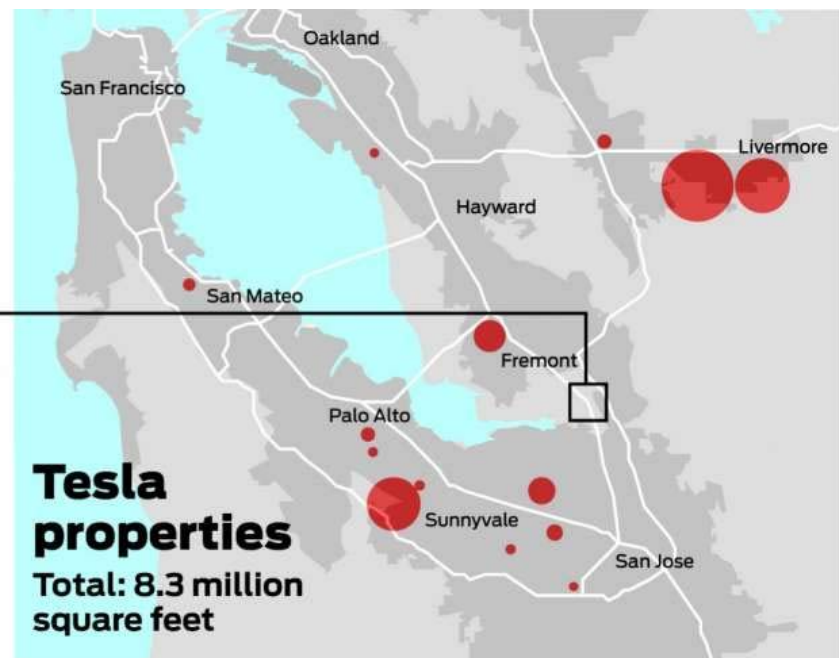 Oakland
San Francisco
Livermore
Hayward
San Mateo
Fremont
Palo Alto
Tesla
properties
Sunnyvale
San Jose
Total: 8.3 million
square feet